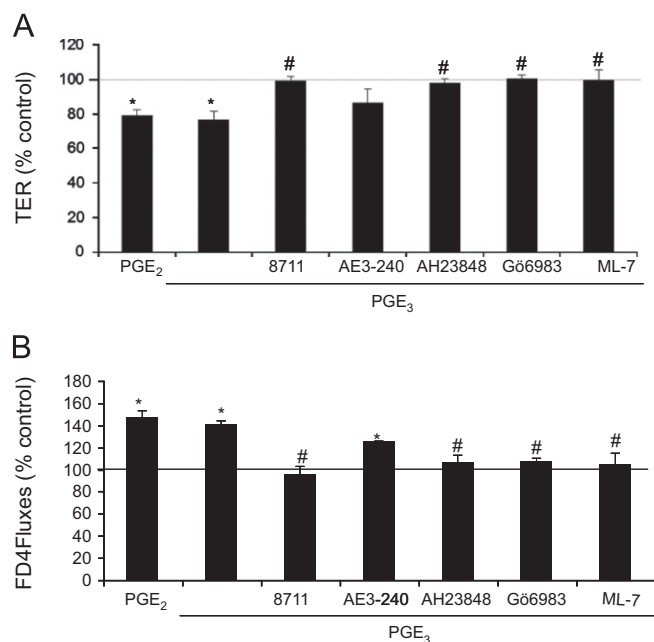 A
TER (% control)
120
100
80
60
40
20
0
* * # # # #
PGE2 8711 AE3-240 AH23848 Gö6983 ML-7
PGE3
B
FD4Fluxes (% control)
180
160
140
120
100
80
60
40
20
0
* * # * # # #
PGE2 8711 AE3-240 AH23848 Gö6983 ML-7
PGE3